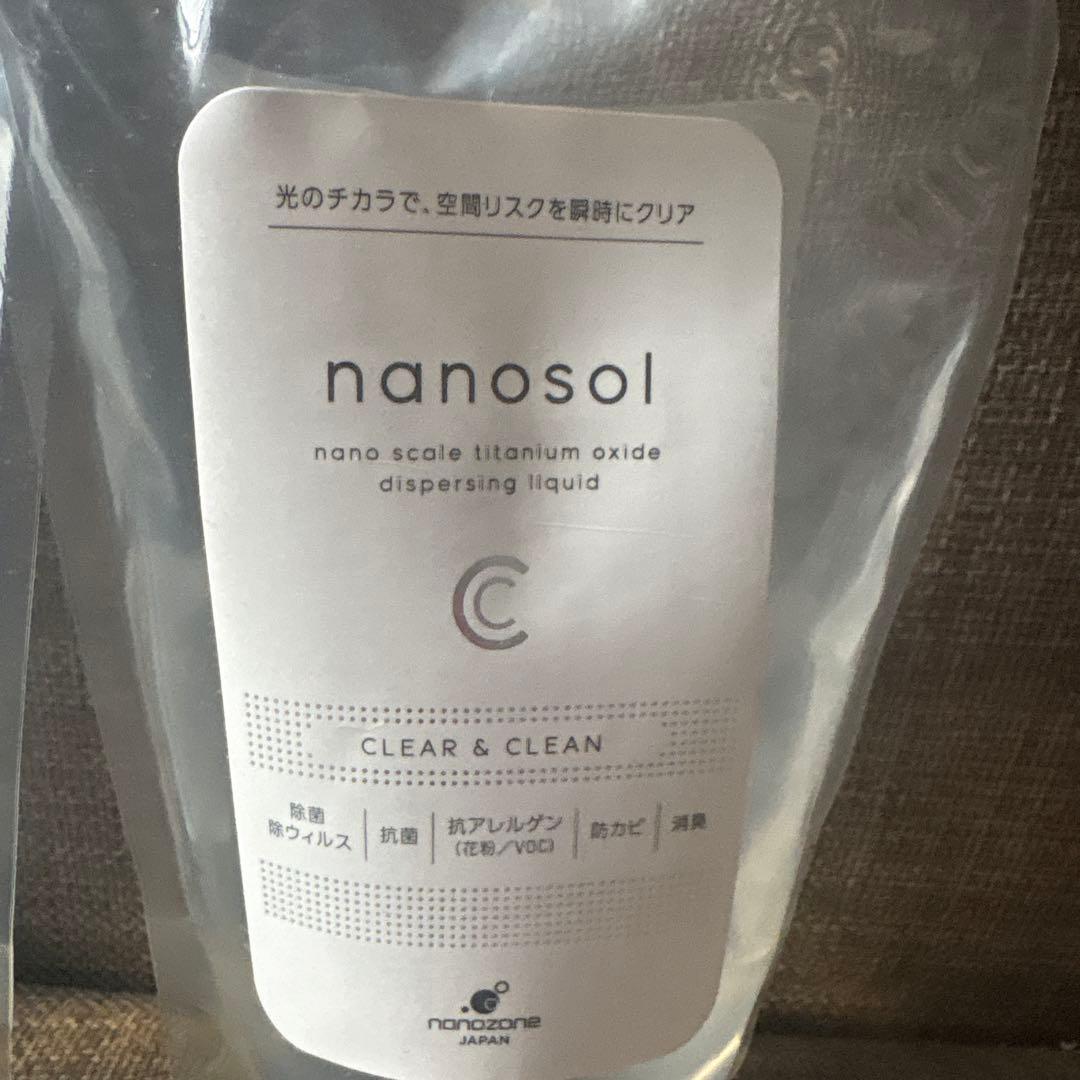 光のチカラで、空間リスクを瞬時にクリア
nanosol
nano scale titanium oxide
dispersing liquid
CC
CLEAR & CLEAN
除菌
除ウィルス
抗菌
抗アレルゲン
(花粉/VOC)
防カビ
消臭
nanozone
JAPAN